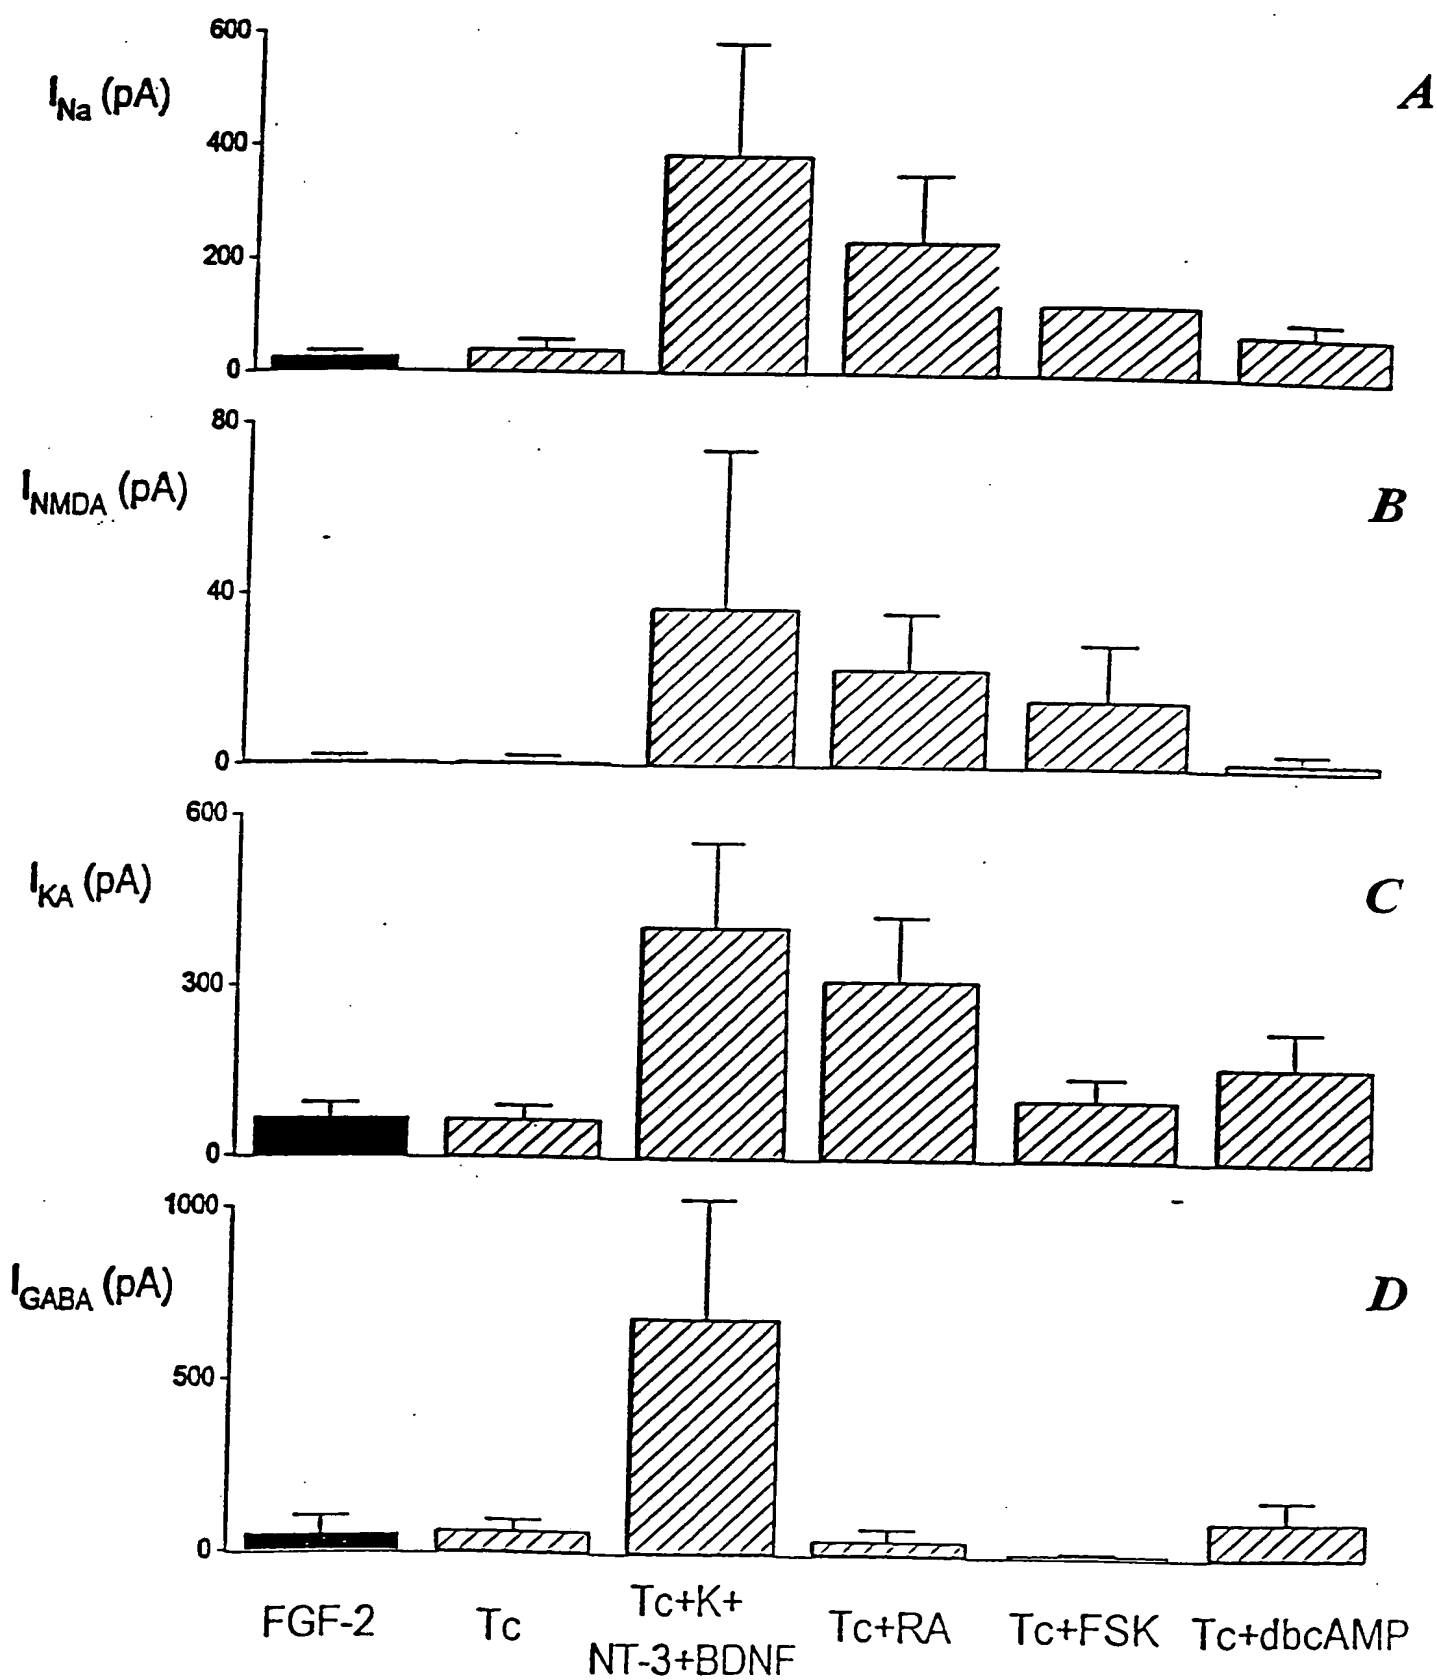 600
I_Na (pA)
A
400
200
0
80
I_NMDA (pA)
B
40
0
600
I_KA (pA)
C
300
0
1000
I_GABA (pA)
D
500
0
FGF-2
Tc
Tc+K+
NT-3+BDNF
Tc+RA
Tc+FSK
Tc+dbcAMP